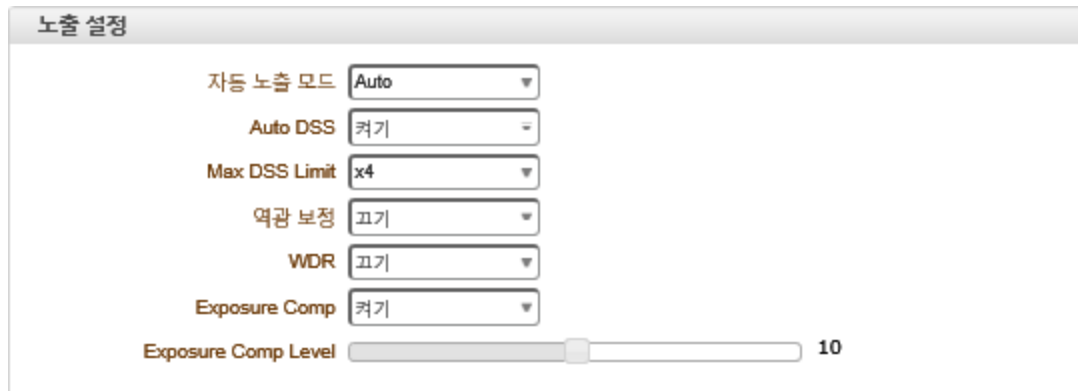 노출 설정
자동 노출 모드 Auto
Auto DSS 켜기
Max DSS Limit x4
역광 보정 끄기
WDR 끄기
Exposure Comp 켜기
Exposure Comp Level 10